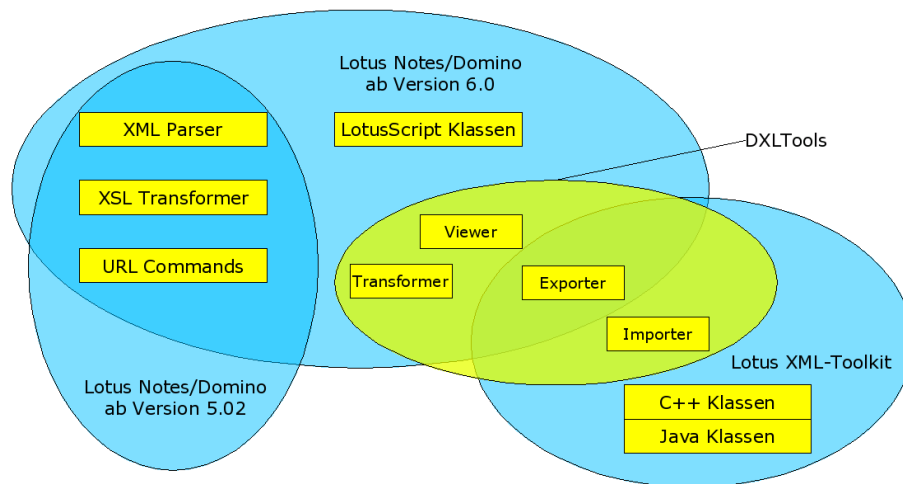 Lotus Notes/Domino
ab Version 6.0
XML Parser
LotusScript Klassen
DXLTools
XSL Transformer
Viewer
URL Commands
Transformer
Exporter
Importer
Lotus XML-Toolkit
Lotus Notes/Domino
ab Version 5.02
C++ Klassen
Java Klassen